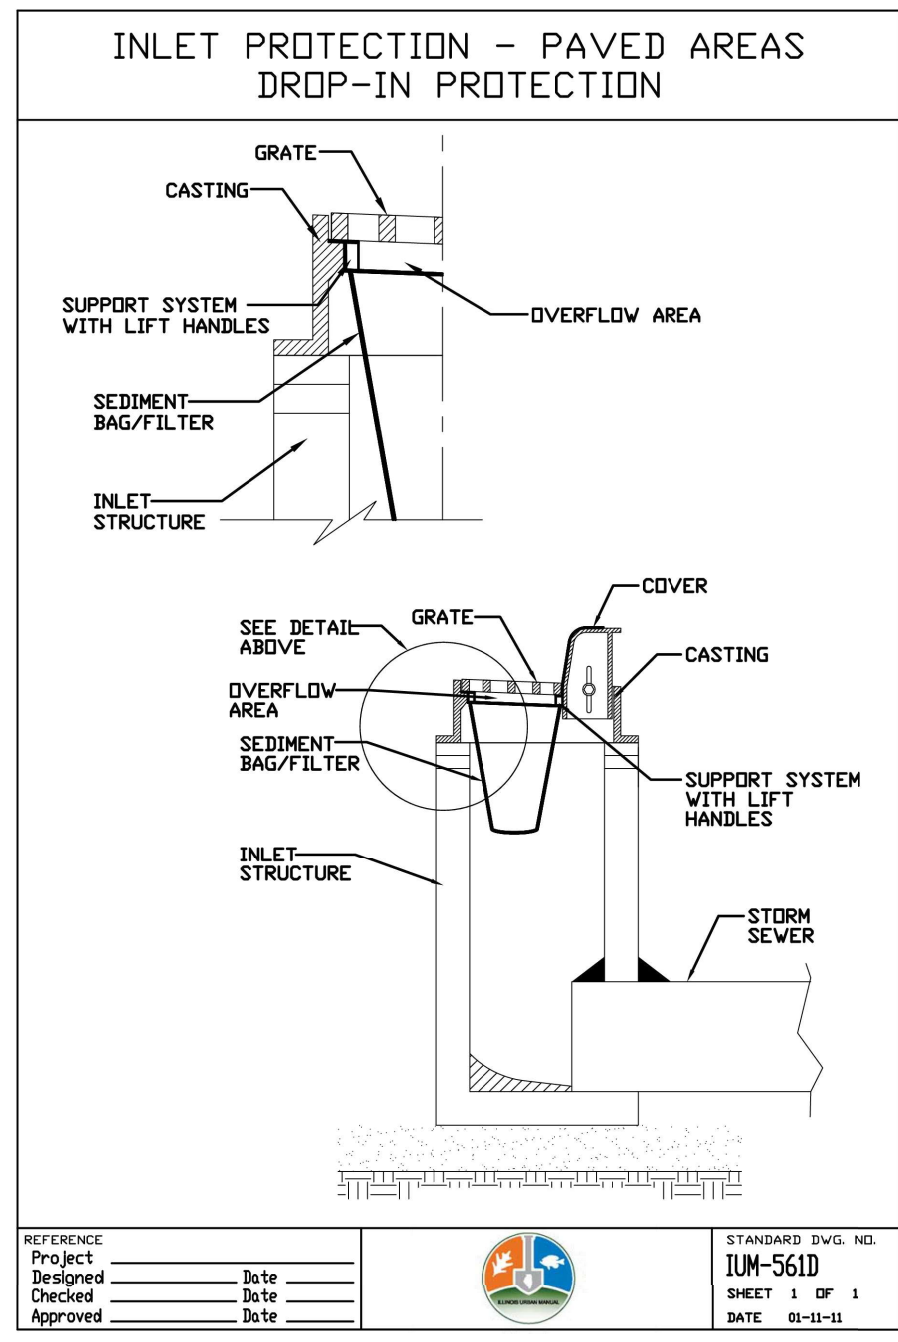 INLET PROTECTION - PAVED AREAS
DROP-IN PROTECTION
GRATE
CASTING
SUPPORT SYSTEM
WITH LIFT HANDLES
OVERFLOW AREA
SEDIMENT
BAG/FILTER
INLET
STRUCTURE
COVER
GRATE
SEE DETAIL
ABOVE
CASTING
OVERFLOW
AREA
SEDIMENT
BAG/FILTER
SUPPORT SYSTEM
WITH LIFT
HANDLES
INLET
STRUCTURE
STORM
SEWER
REFERENCE
Project
Designed Date
Checked Date
Approved Date
ILLINOIS URBAN MANUAL
STANDARD DWG. NO.
IUM-561D
SHEET 1 OF 1
DATE 01-11-11